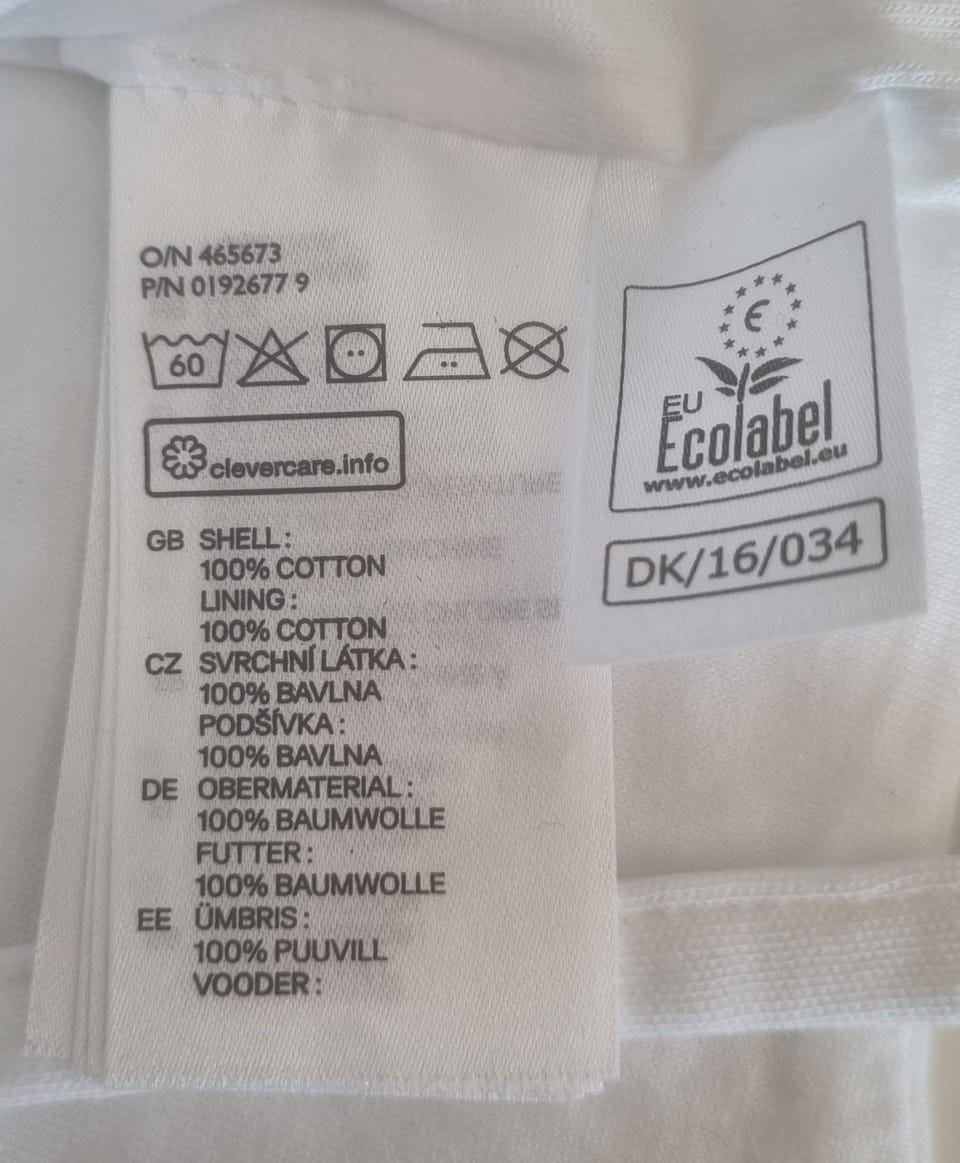 O/N 465673
P/N 0192677 9
60
clevercare.info
GB SHELL :
100% COTTON
LINING :
100% COTTON
CZ SVRCHNÍ LÁTKA :
100% BAVLNA
PODŠÍVKA :
100% BAVLNA
DE OBERMATERIAL :
100% BAUMWOLLE
FUTTER :
100% BAUMWOLLE
EE ÜMBRIS :
100% PUUVILL
VOODER :
EU
Ecolabel
www.ecolabel.eu
DK/16/034